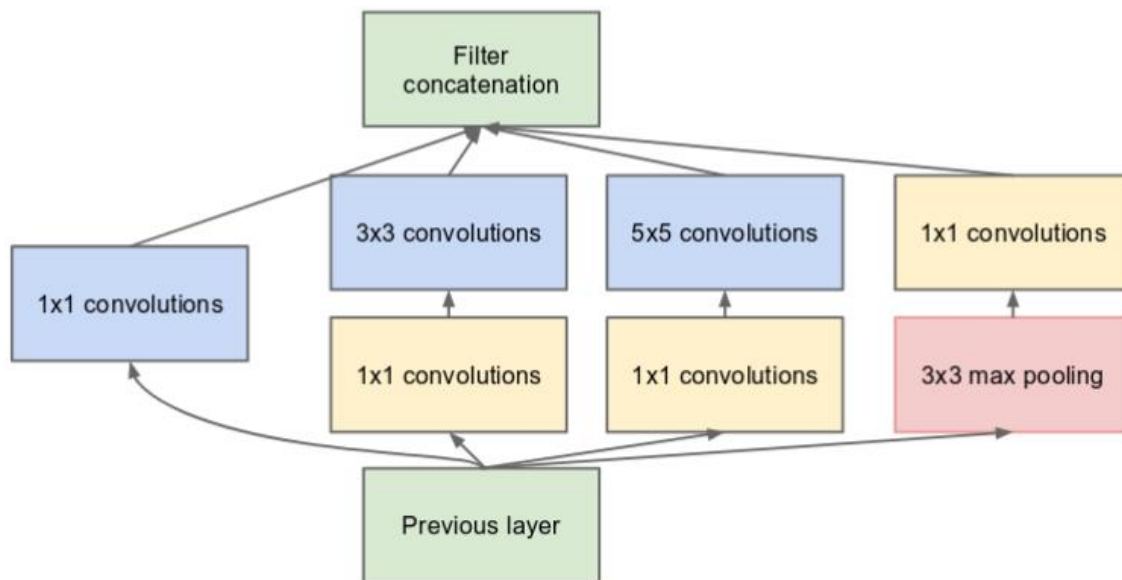 Filter
concatenation
3x3 convolutions
5x5 convolutions
1x1 convolutions
1x1 convolutions
1x1 convolutions
1x1 convolutions
3x3 max pooling
Previous layer